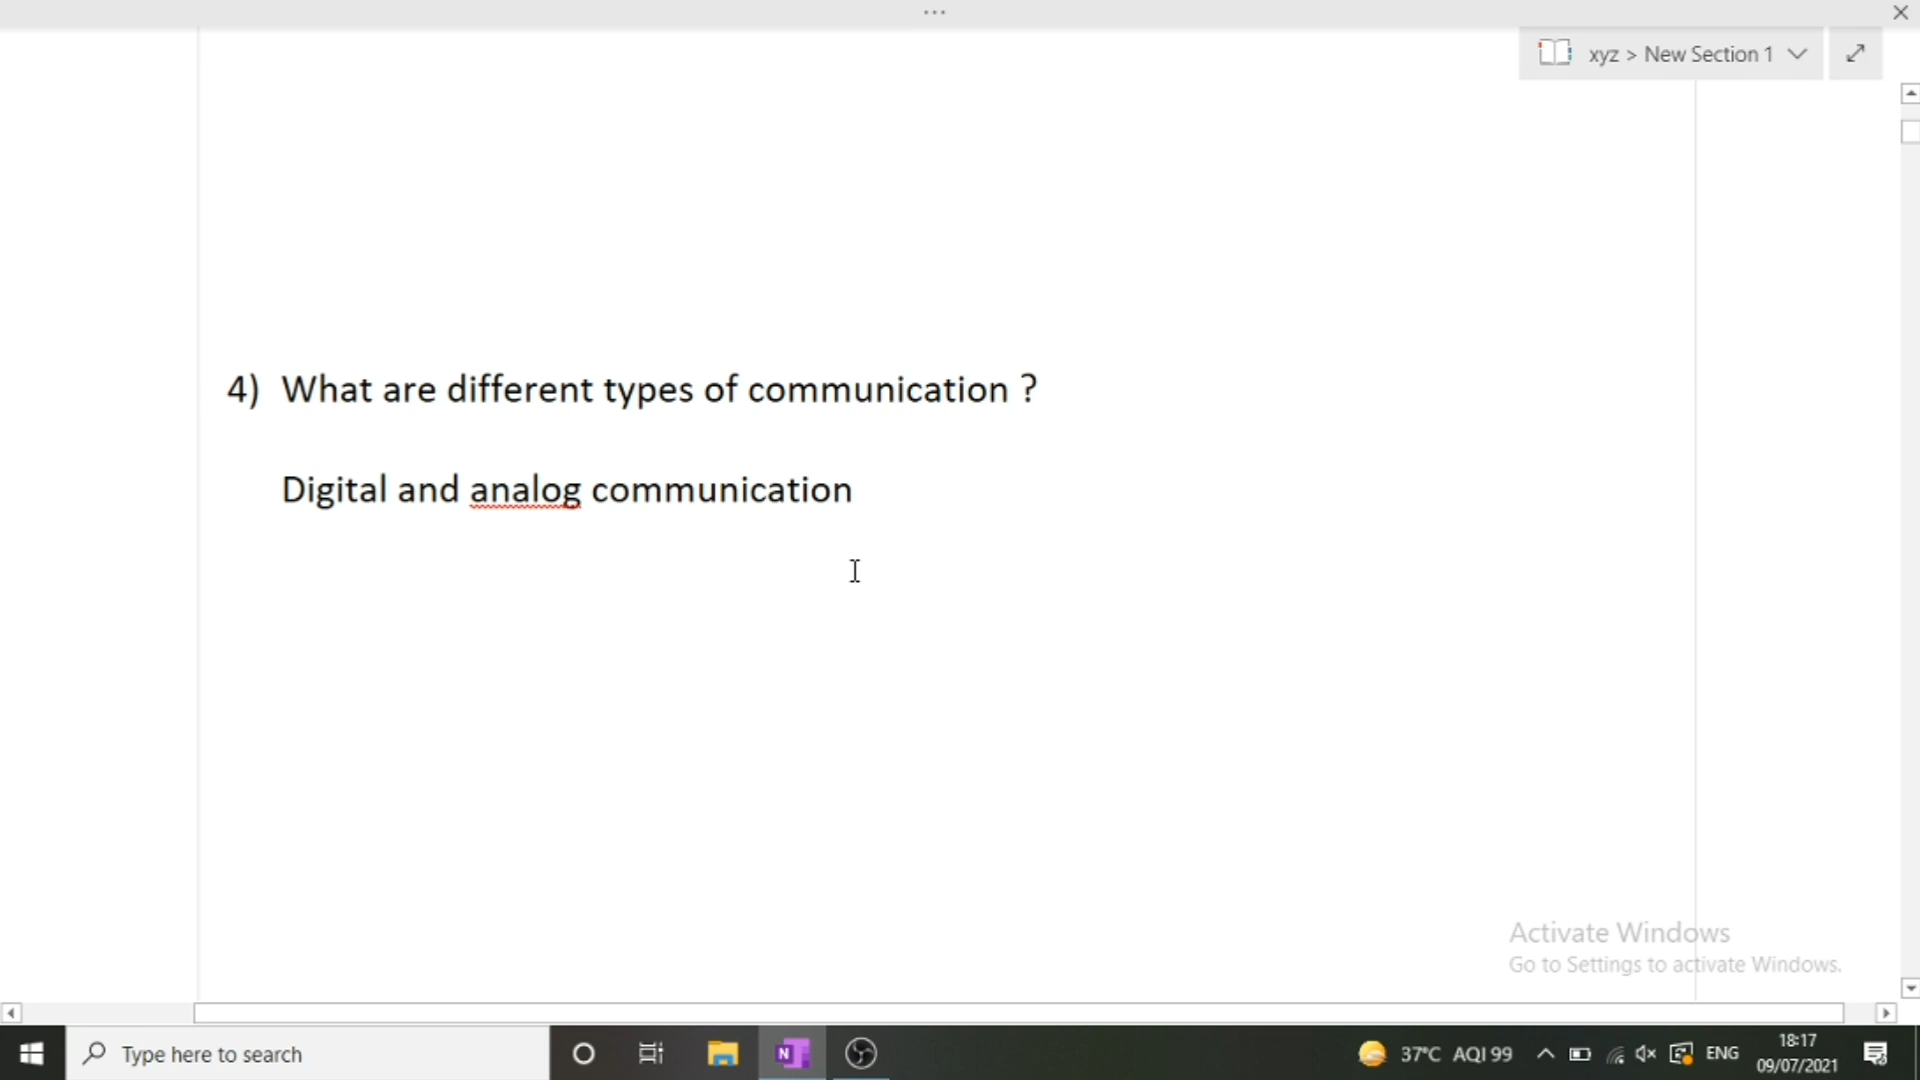 xyz > New Section 1
4) What are different types of communication ?
Digital and analog communication
Activate Windows
Go to Settings to activate Windows.
Type here to search
37°C AQI 99
ENG
18:17
09/07/2021